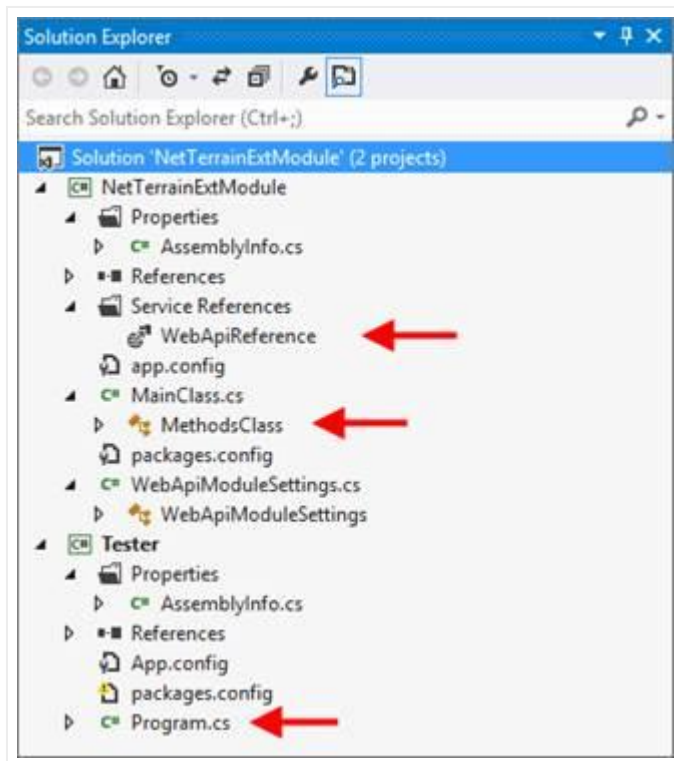 Solution Explorer
Search Solution Explorer (Ctrl+;)
Solution 'NetTerrainExtModule' (2 projects)
C# NetTerrainExtModule
Properties
C# AssemblyInfo.cs
References
Service References
WebApiReference
app.config
C# MainClass.cs
MethodsClass
packages.config
C# WebApiModuleSettings.cs
WebApiModuleSettings
C# Tester
Properties
C# AssemblyInfo.cs
References
App.config
packages.config
C# Program.cs